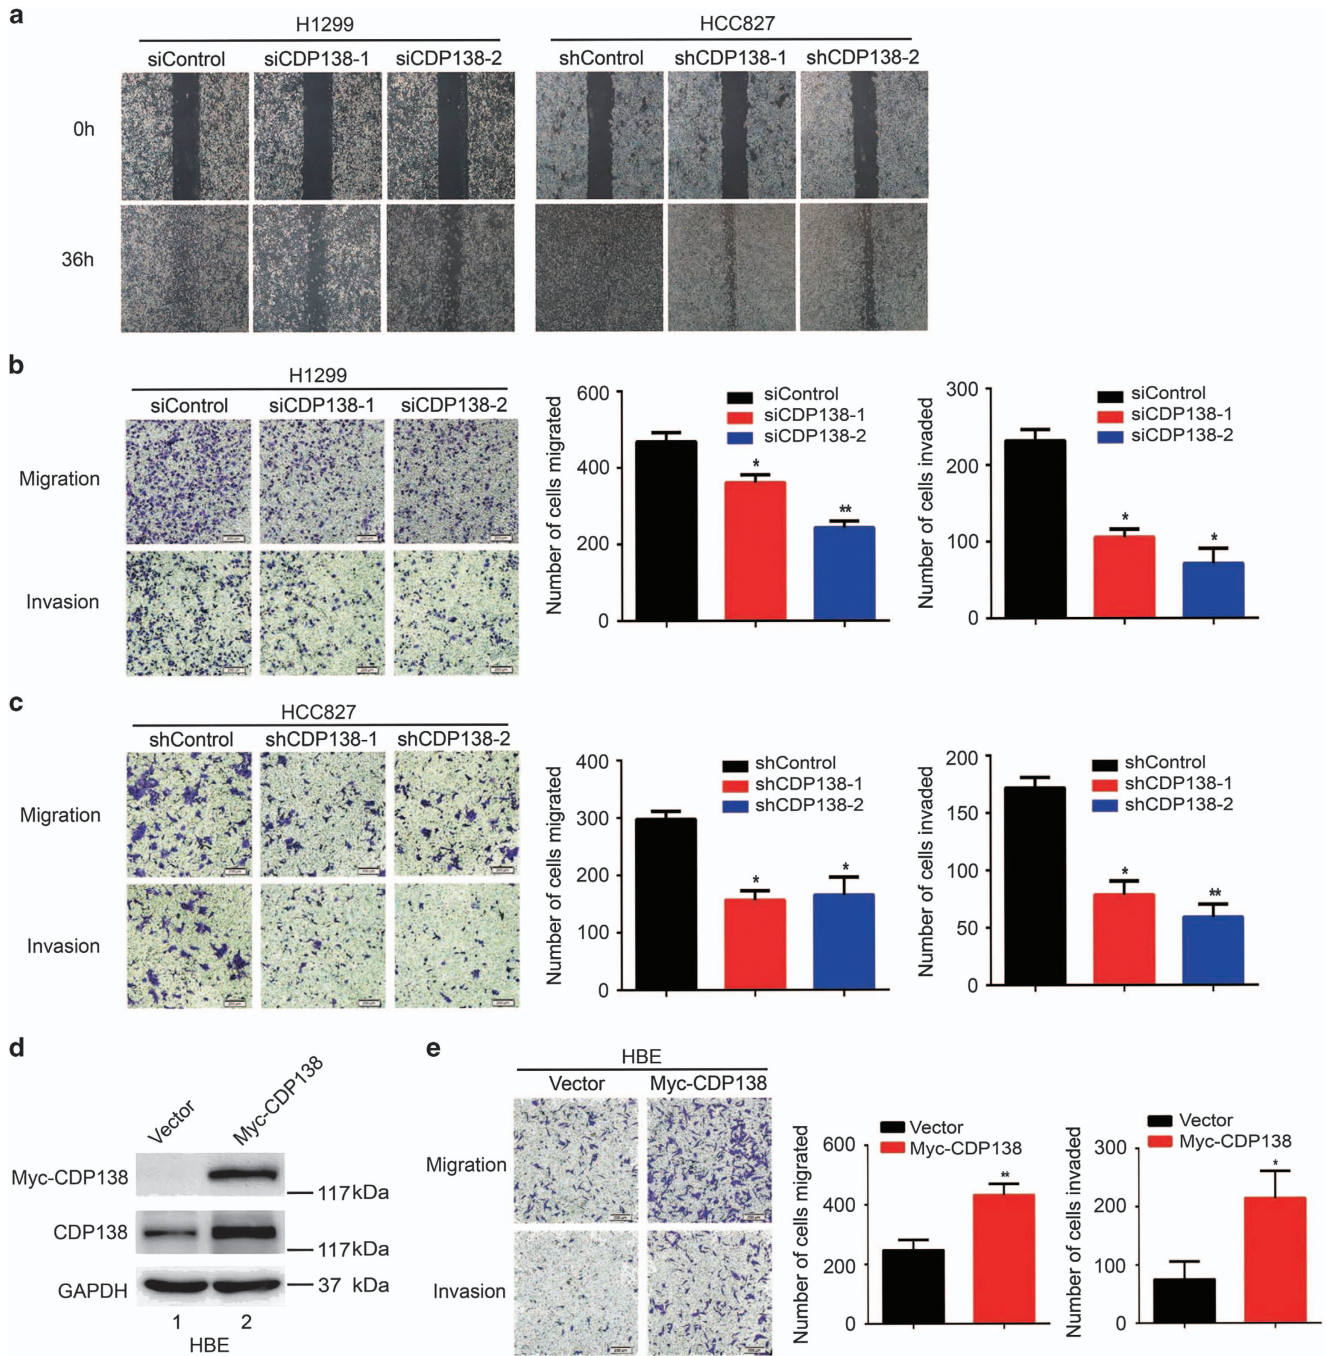 a
H1299
HCC827
siControl siCDP138-1 siCDP138-2 shControl shCDP138-1 shCDP138-2
0h
36h
b
H1299
siControl siCDP138-1 siCDP138-2
Migration
Invasion
Number of cells migrated
600
400
200
0
siControl
siCDP138-1
siCDP138-2
*
**
Number of cells invaded
300
200
100
0
siControl
siCDP138-1
siCDP138-2
*
*
c
HCC827
shControl shCDP138-1 shCDP138-2
Migration
Invasion
Number of cells migrated
400
300
200
100
0
shControl
shCDP138-1
shCDP138-2
*
*
Number of cells invaded
200
150
100
50
0
shControl
shCDP138-1
shCDP138-2
*
**
d
Vector
Myc-CDP138
Myc-CDP138
117kDa
CDP138
117kDa
GAPDH
37 kDa
1 2
HBE
e
HBE
Vector Myc-CDP138
Migration
Invasion
Number of cells migrated
600
400
200
0
Vector
Myc-CDP138
**
Number of cells invaded
300
200
100
0
Vector
Myc-CDP138
*